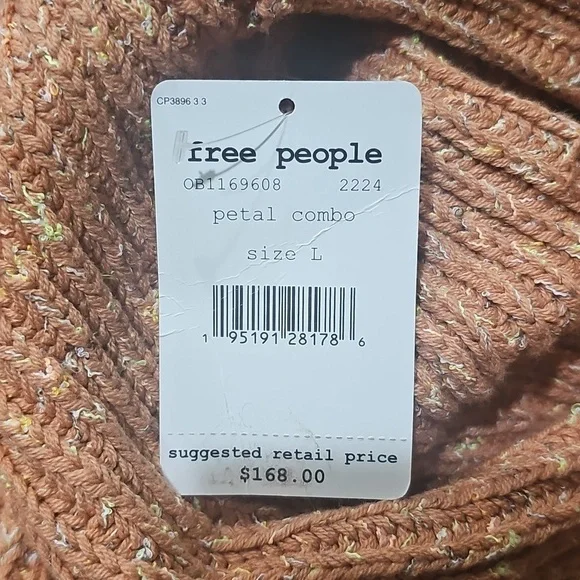 CP3896 3 3
free people
OB1169608 2224
petal combo
size L
1 95191 28178 6
suggested retail price
$168.00